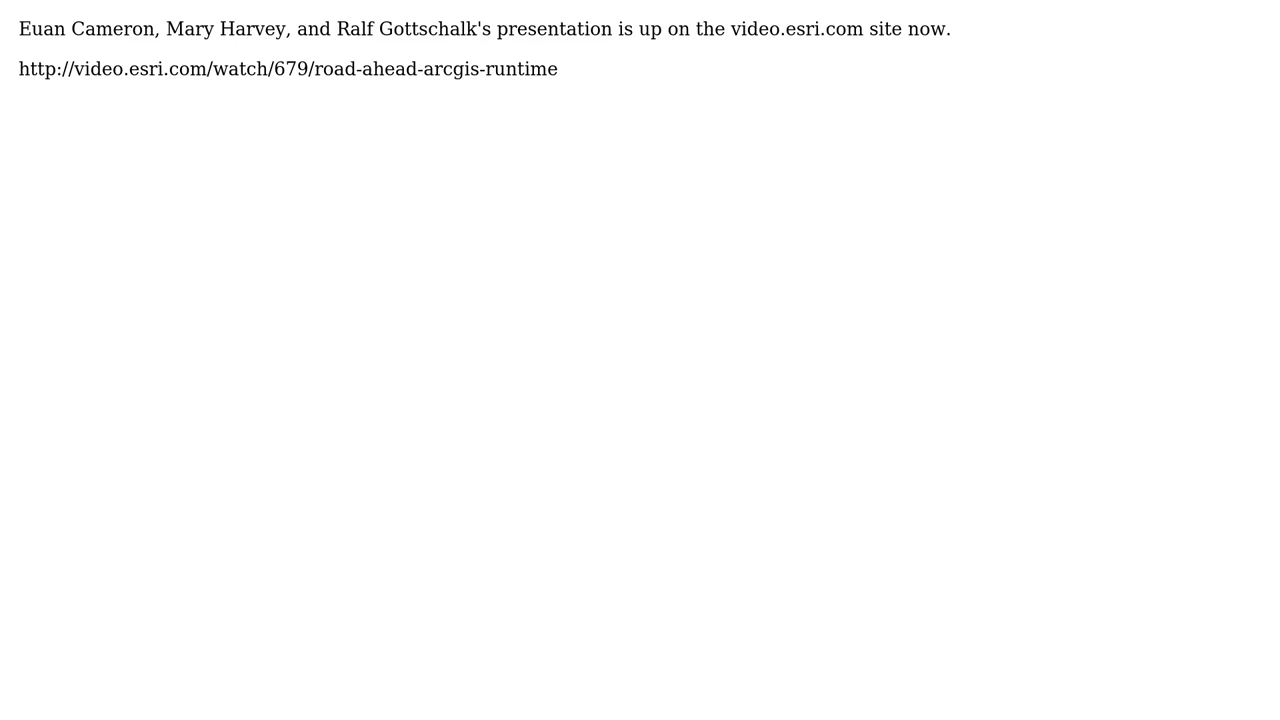 Euan Cameron, Mary Harvey, and Ralf Gottschalk's presentation is up on the video.esri.com site now.
http://video.esri.com/watch/679/road-ahead-arcgis-runtime